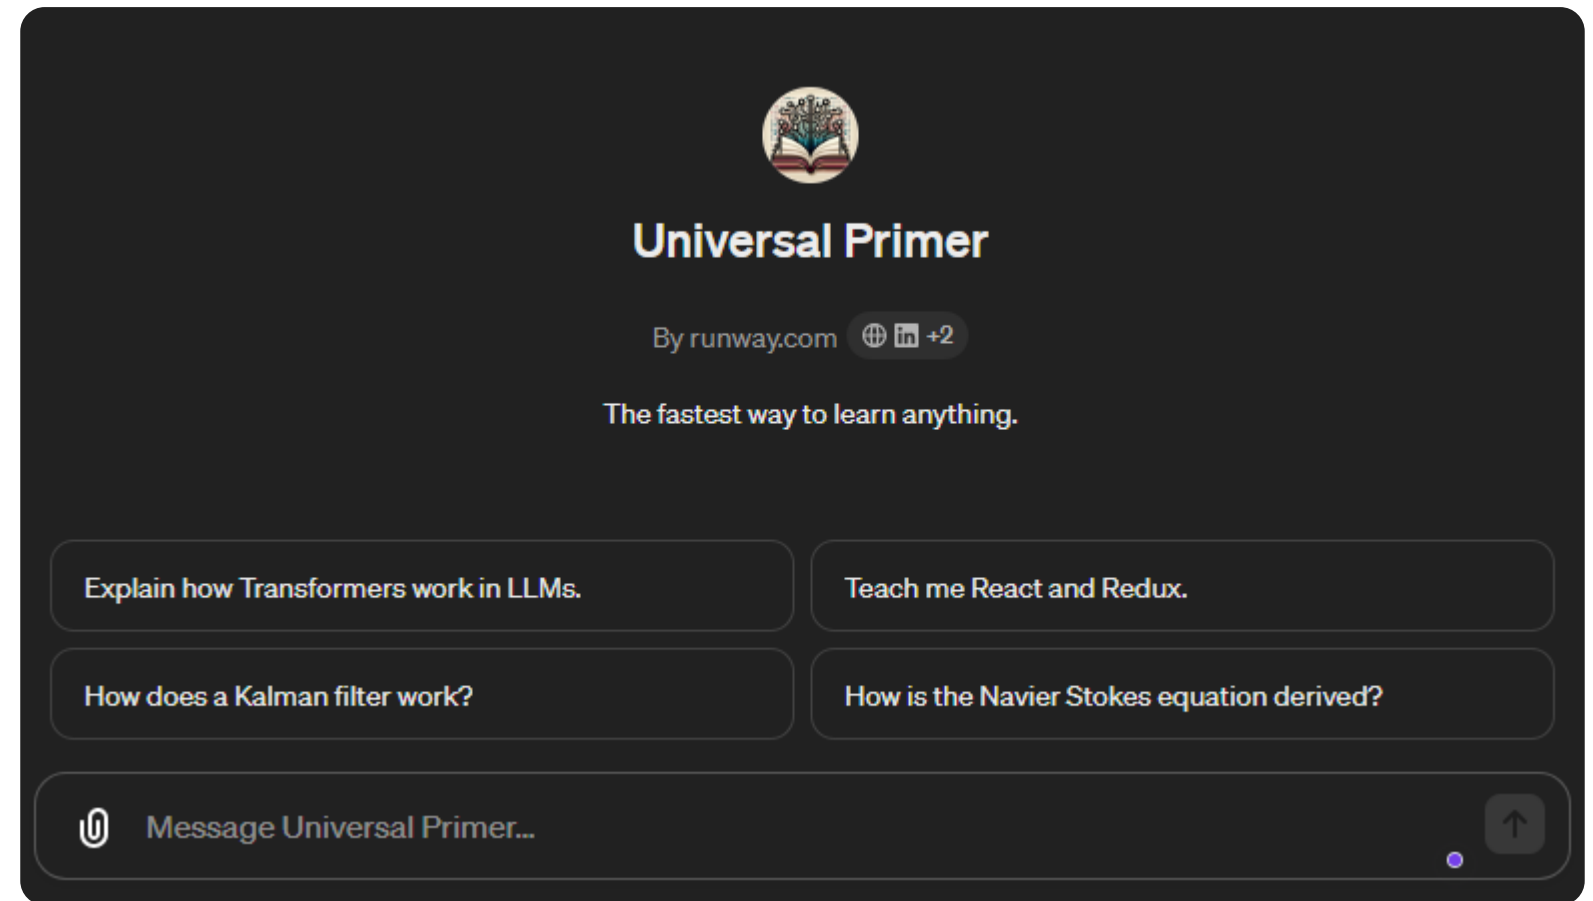 Universal Primer
By runway.com in +2
The fastest way to learn anything.
Explain how Transformers work in LLMs.
Teach me React and Redux.
How does a Kalman filter work?
How is the Navier Stokes equation derived?
Message Universal Primer...